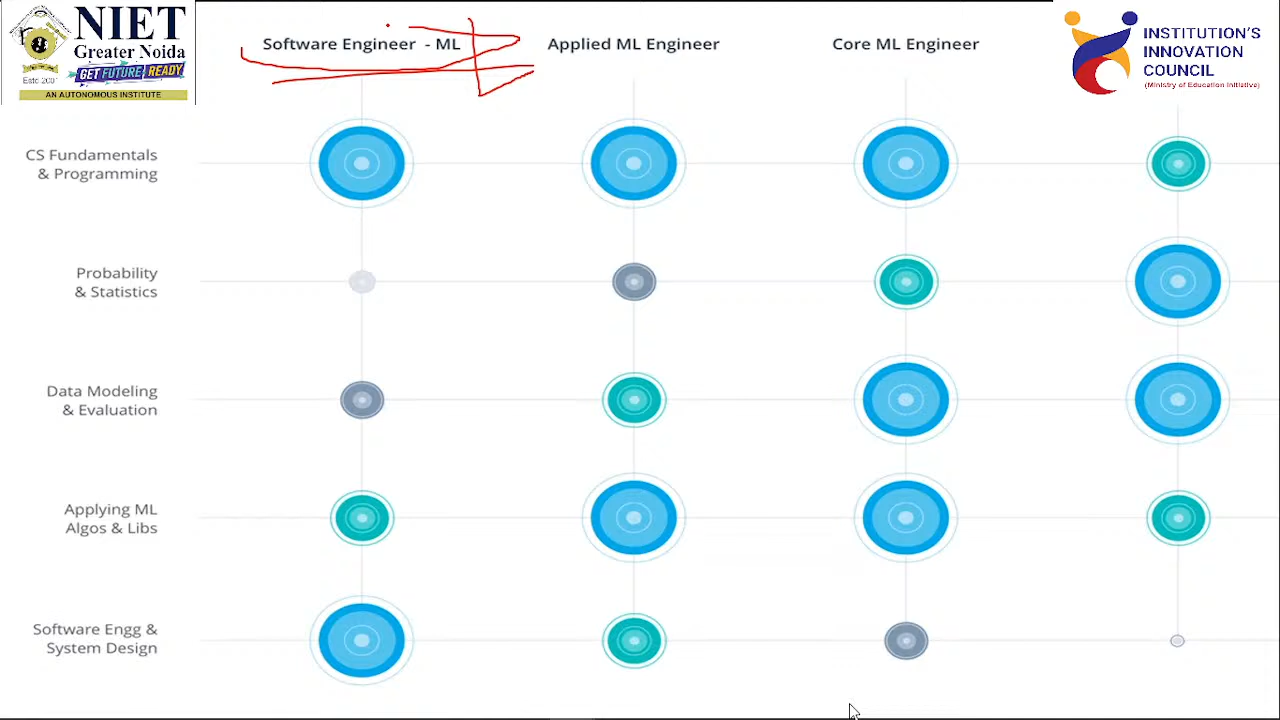 NIET
Greater Noida
GET FUTURE READY
AN AUTONOMOUS INSTITUTE
Software Engineer - ML
Applied ML Engineer
Core ML Engineer
INSTITUTION'S
INNOVATION
COUNCIL
(Ministry of Education Initiative)
CS Fundamentals
& Programming
Probability
& Statistics
Data Modeling
& Evaluation
Applying ML
Algos & Libs
Software Engg &
System Design